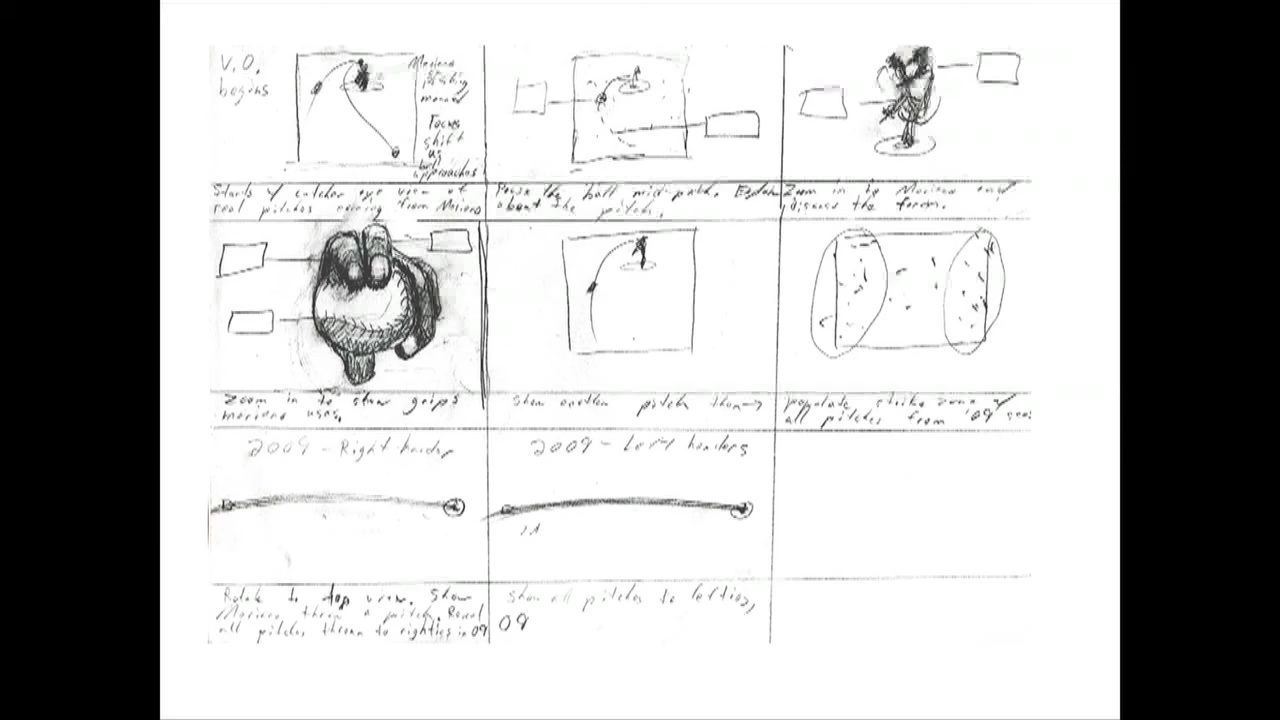 V.O.
begins
Mariano
pitching
Focus
shift
as
ball
approaches
Starts w/ catcher eye view of
real pitches coming from Mariano
Pause the ball mid-path. Explain
about the pitch.
Zoom in to Mariano and
discuss the form.
Zoom in to show grips
mariano uses.
Show another pitch thrown
populate strike zone w/
all pitches from '09
2009 - Right handers
2009 - Lefty handers
Rotate to top view. Show
Mariano throw a pitch. Reveal
all pitches thrown to righties in 09
Show all pitches to lefties,
09